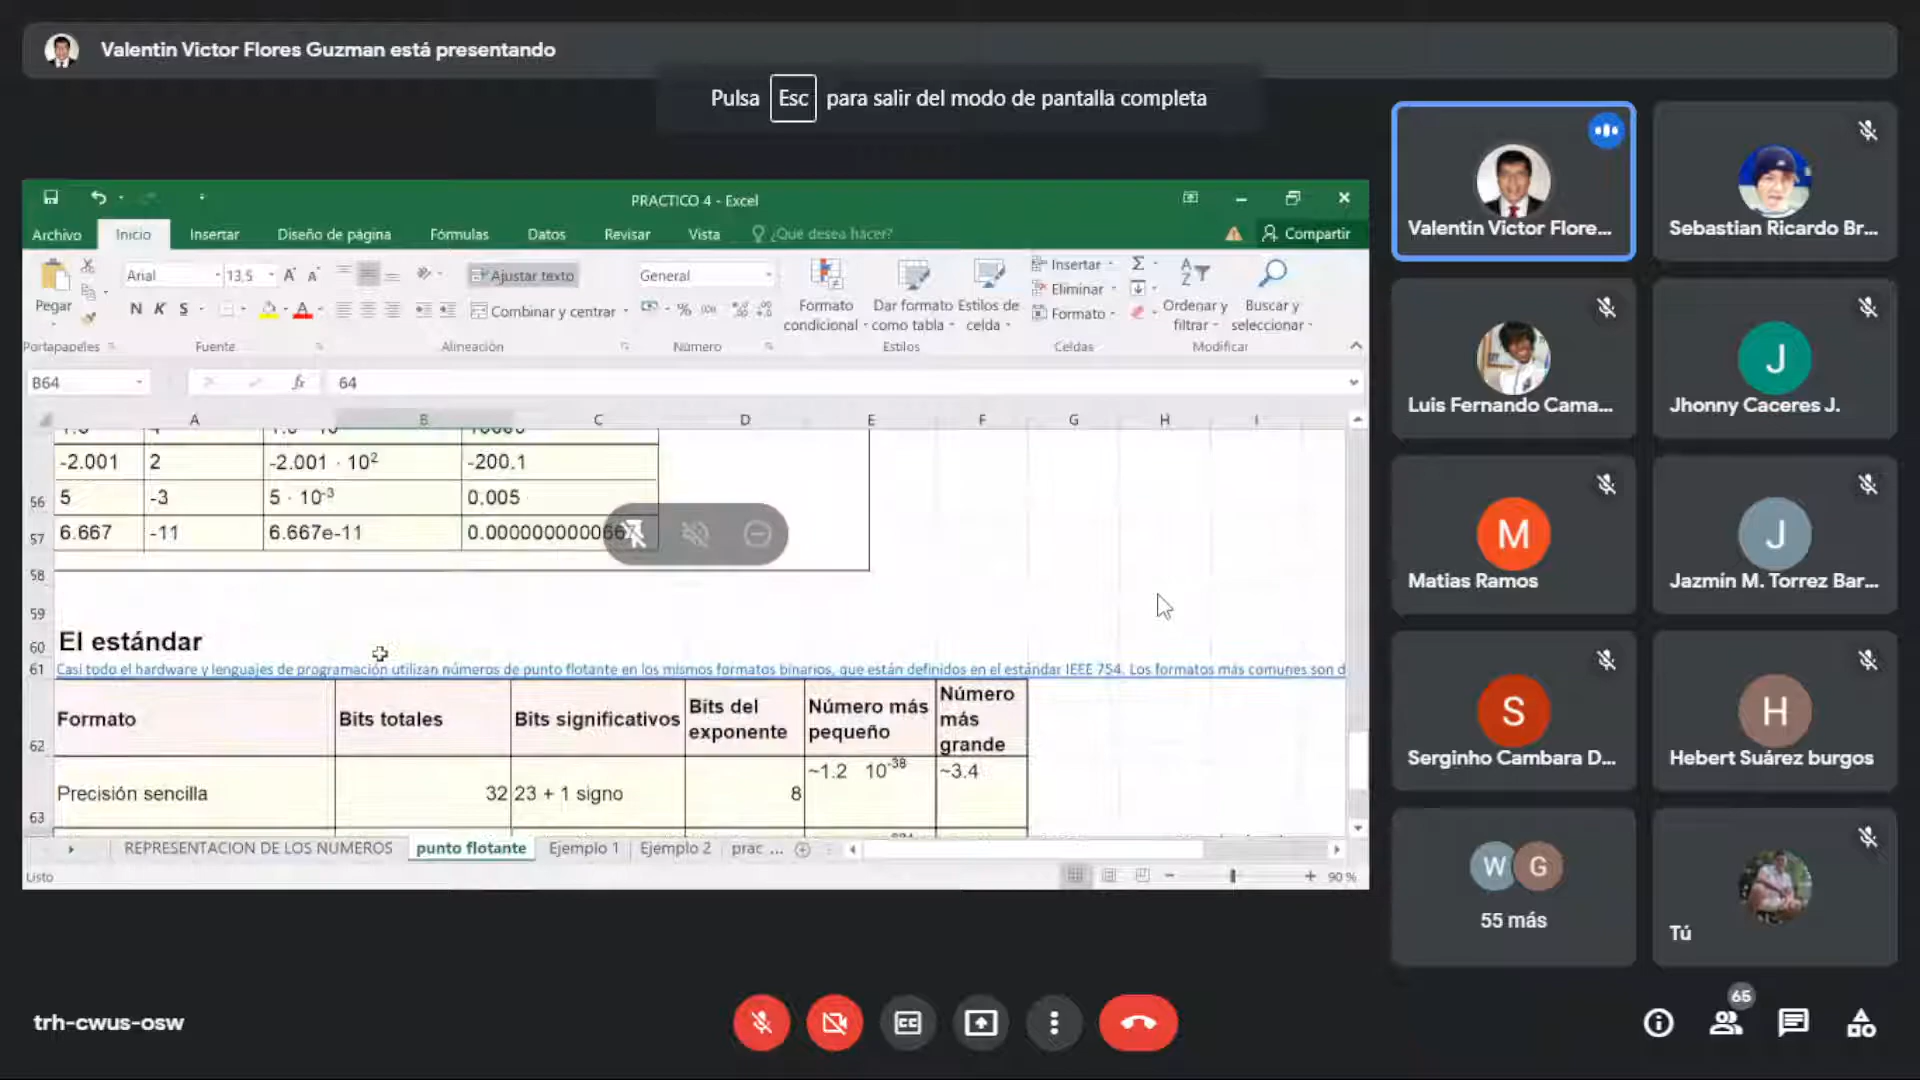 Valentin Victor Flores Guzman está presentando
Pulsa Esc para salir del modo de pantalla completa
PRACTICO 4 - Excel
Archivo Inicio Insertar Diseño de página Fórmulas Datos Revisar Vista ¿Qué desea hacer? Compartir
Pegar
Arial 13,5
N K S
Ajustar texto
Combinar y centrar
General
Formato condicional
Dar formato como tabla
Estilos de celda
Insertar
Eliminar
Formato
Ordenar y filtrar
Buscar y seleccionar
Portapapeles Fuente Alineación Número Estilos Celdas Modificar
B64 fx 64
A B C D E F G H I
-2.001 2 -2.001 · 10² -200.1
56 5 -3 5 · 10⁻³ 0.005
57 6.667 -11 6.667e-11
58
59
60 El estándar
61 Casi todo el hardware y lenguajes de programación utilizan números de punto flotante en los mismos formatos binarios, que están definidos en el estándar IEEE 754. Los formatos más comunes son d
62 Formato Bits totales Bits significativos Bits del exponente Número más pequeño Número más grande
63 Precisión sencilla 32 23 + 1 signo 8 ~1.2 10⁻³⁸ ~3.4
REPRESENTACION DE LOS NUMEROS punto flotante Ejemplo 1 Ejemplo 2 prac ...
Listo 90 %
Valentin Victor Flore...
Sebastian Ricardo Br...
Luis Fernando Cama...
J
Jhonny Caceres J.
M
Matias Ramos
J
Jazmín M. Torrez Bar...
S
Serginho Cambara D...
H
Hebert Suárez burgos
W G
55 más
Tú
trh-cwus-osw
65